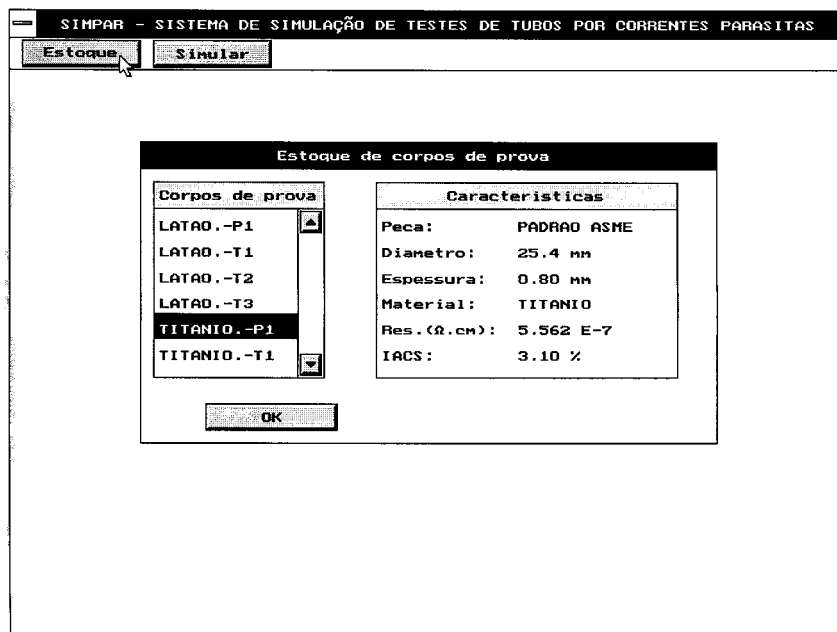 SIMPAR - SISTEMA DE SIMULAÇÃO DE TESTES DE TUBOS POR CORRENTES PARASITAS
Estoque Simular
Estoque de corpos de prova
Corpos de prova
LATAO.-P1
LATAO.-T1
LATAO.-T2
LATAO.-T3
TITANIO.-P1
TITANIO.-T1
Caracteristicas
Peca: PADRAO ASME
Diametro: 25.4 mm
Espessura: 0.80 mm
Material: TITANIO
Res.(Ω.cm): 5.562 E-7
IACS: 3.10 %
OK